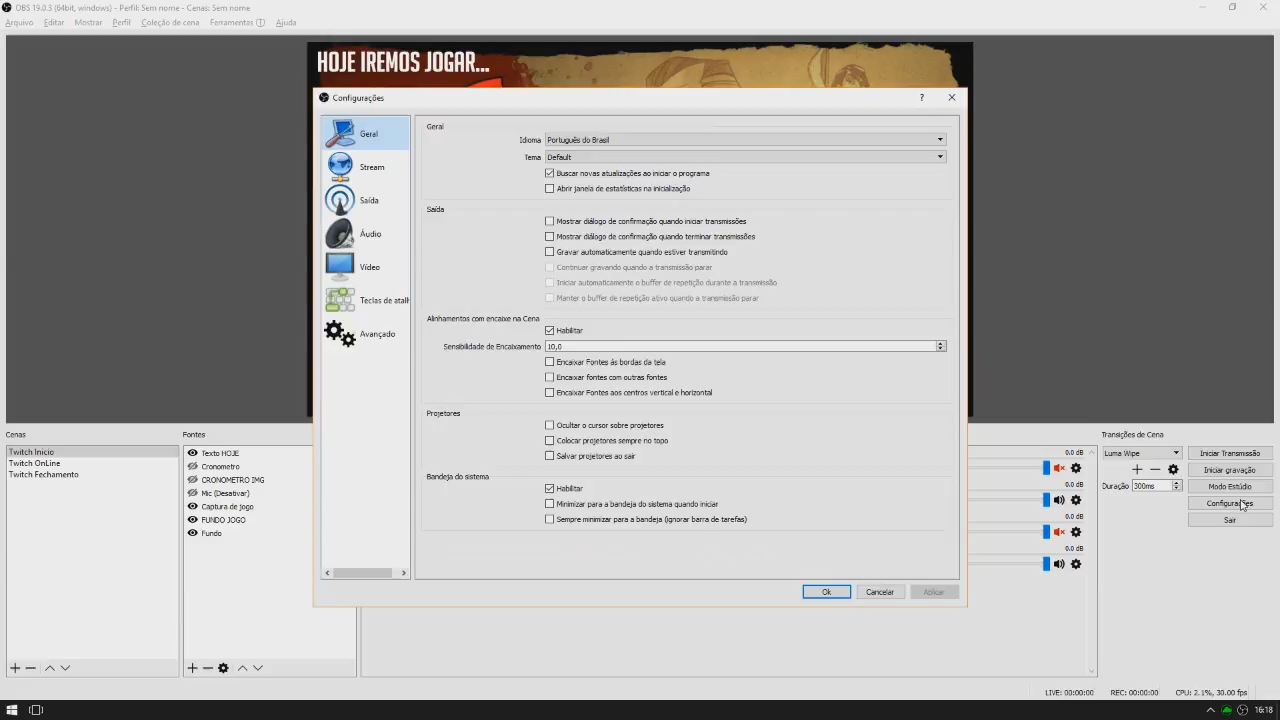 OBS 19.0.3 (64bit, windows) - Perfil: Sem nome - Cenas: Sem nome
Arquivo Editar Mostrar Perfil Coleção de cena Ferramentas (T) Ajuda
HOJE IREMOS JOGAR...
Configurações
Geral
Stream
Saída
Áudio
Vídeo
Teclas de atall
Avançado
Geral
Idioma Português do Brasil
Tema Default
Buscar novas atualizações ao iniciar o programa
Abrir janela de estatísticas na inicialização
Saída
Mostrar diálogo de confirmação quando iniciar transmissões
Mostrar diálogo de confirmação quando terminar transmissões
Gravar automaticamente quando estiver transmitindo
Continuar gravando quando a transmissão parar
Iniciar automaticamente o buffer de repetição durante a transmissão
Manter o buffer de repetição ativo quando a transmissão parar
Alinhamentos com encaixe na Cena
Habilitar
Sensibilidade de Encaixamento 10,0
Encaixar Fontes ás bordas da tela
Encaixar fontes com outras fontes
Encaixar Fontes aos centros vertical e horizontal
Projetores
Ocultar o cursor sobre projetores
Colocar projetores sempre no topo
Salvar projetores ao sair
Bandeja do sistema
Habilitar
Minimizar para a bandeja do sistema quando iniciar
Sempre minimizar para a bandeja (ignorar barra de tarefas)
Ok Cancelar Aplicar
Cenas
Twitch Inicio
Twitch OnLine
Twitch Fechamento
Fontes
Texto HOJE
Cronometro
CRONOMETRO IMG
Mic (Desativar)
Captura de jogo
FUNDO JOGO
Fundo
0.0 dB
0.0 dB
0.0 dB
0.0 dB
Transições de Cena
Luma Wipe
Duração 300ms
Iniciar Transmissão
Iniciar gravação
Modo Estúdio
Configurações
Sair
LIVE: 00:00:00 REC: 00:00:00 CPU: 2.1%, 30.00 fps
16:18